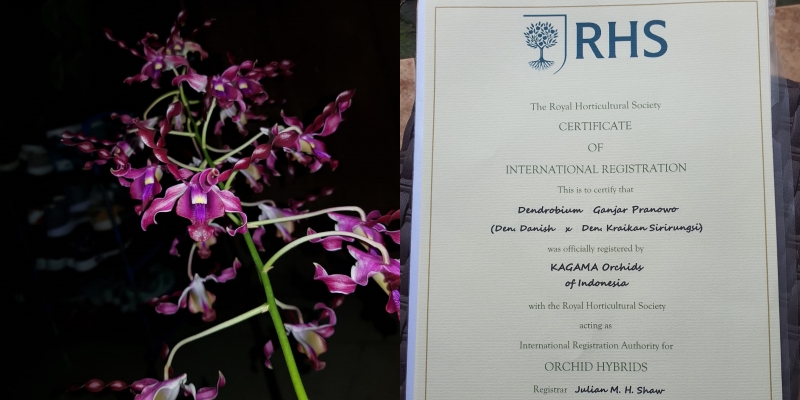 RHS
The Royal Horticultural Society
CERTIFICATE
OF
INTERNATIONAL REGISTRATION
This is to certify that
Dendrobium Ganjar Pranowo
(Den. Danish x Den. Kraikan Sirirungsi)
was officially registered by
KAGAMA Orchids
of Indonesia
with the Royal Horticultural Society
acting as
International Registration Authority for
ORCHID HYBRIDS
Registrar Julian M. H. Shaw